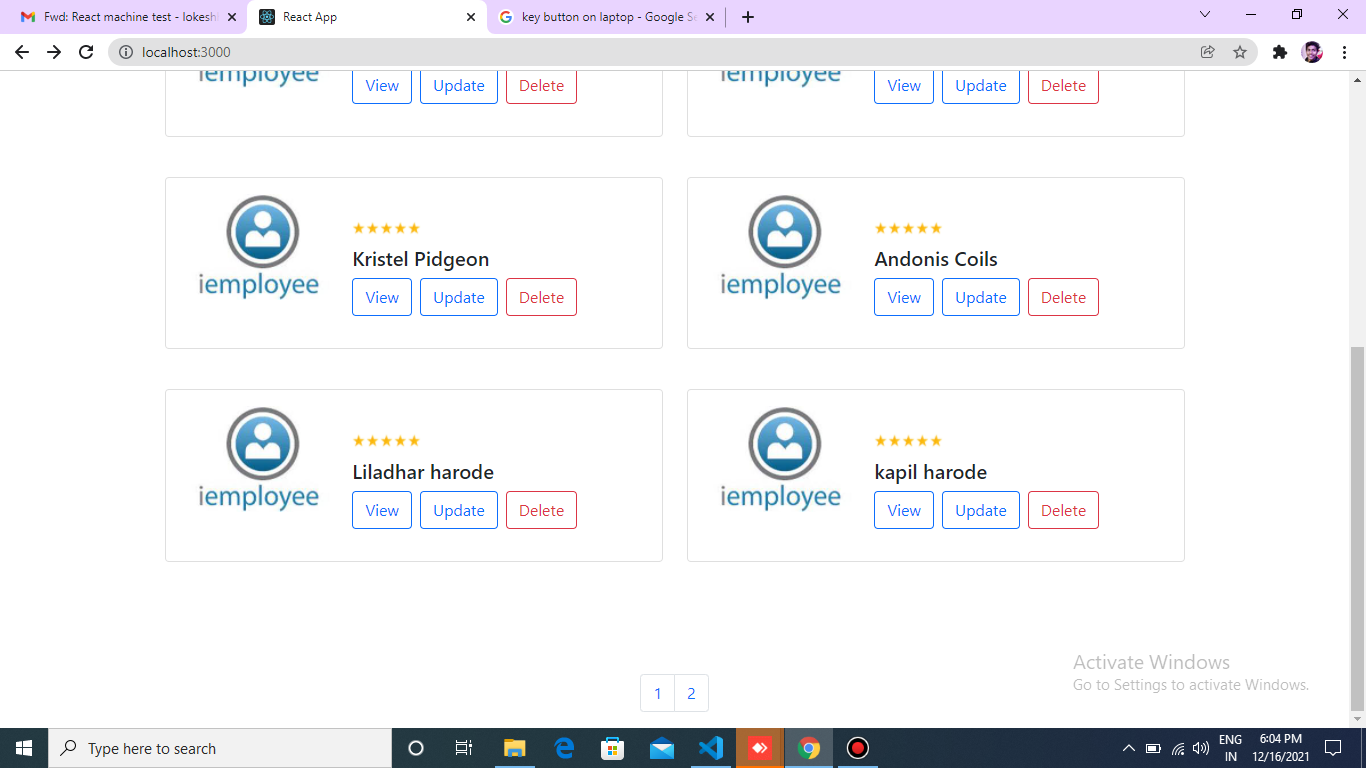 Fwd: React machine test - lokesh
React App
key button on laptop - Google Se
localhost:3000
iemployee
View Update Delete
iemployee
View Update Delete
Kristel Pidgeon
iemployee
View Update Delete
Andonis Coils
iemployee
View Update Delete
Liladhar harode
iemployee
View Update Delete
kapil harode
iemployee
View Update Delete
1 2
Activate Windows
Go to Settings to activate Windows.
Type here to search
ENG
IN
6:04 PM
12/16/2021